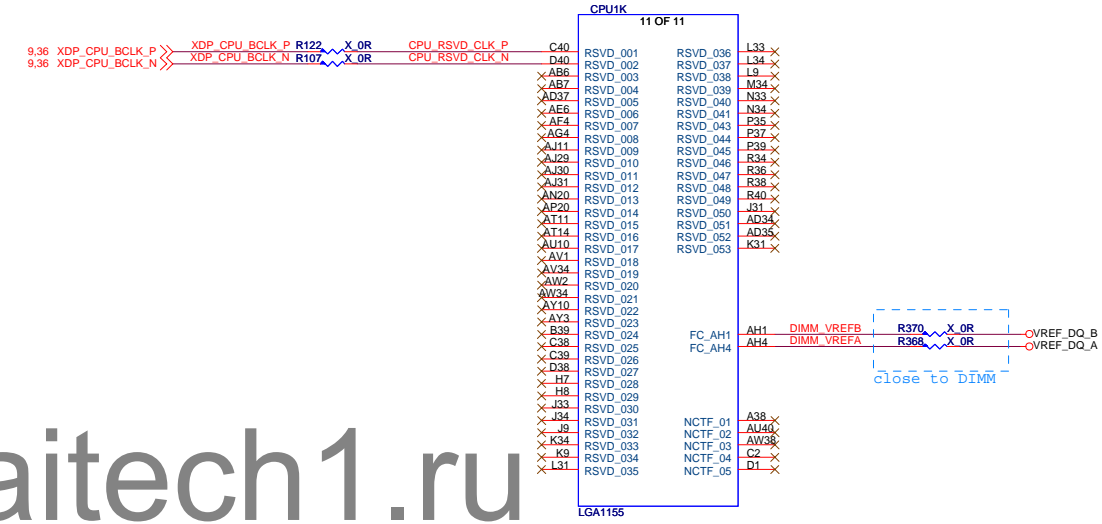 CPU1K
11 OF 11
9,36 XDP_CPU_BCLK_P XDP_CPU_BCLK_P R122 X_0R CPU_RSVD_CLK_P C40 RSVD_001 RSVD_036 L33
9,36 XDP_CPU_BCLK_N XDP_CPU_BCLK_N R107 X_0R CPU_RSVD_CLK_N D40 RSVD_002 RSVD_037 L34
AB6 RSVD_003 RSVD_038 L9
AB7 RSVD_004 RSVD_039 M34
AD37 RSVD_005 RSVD_040 N33
AE6 RSVD_006 RSVD_041 N34
AF4 RSVD_007 RSVD_043 P35
AG4 RSVD_008 RSVD_044 P37
AJ11 RSVD_009 RSVD_045 P39
AJ29 RSVD_010 RSVD_046 R34
AJ30 RSVD_011 RSVD_047 R36
AJ31 RSVD_012 RSVD_048 R38
AN20 RSVD_013 RSVD_049 R40
AP20 RSVD_014 RSVD_050 J31
AT11 RSVD_015 RSVD_051 AD34
AT14 RSVD_016 RSVD_052 AD35
AU10 RSVD_017 RSVD_053 K31
AV1 RSVD_018
AV34 RSVD_019
AW2 RSVD_020
AW34 RSVD_021
AY10 RSVD_022
AY3 RSVD_023
B39 RSVD_024 FC_AH1 AH1 DIMM_VREFB R370 X_0R VREF_DQ_B
C38 RSVD_025 FC_AH4 AH4 DIMM_VREFA R368 X_0R VREF_DQ_A
C39 RSVD_026
D38 RSVD_027 close to DIMM
H7 RSVD_028
H8 RSVD_029
J33 RSVD_030
J34 RSVD_031 NCTF_01 A38
J9 RSVD_032 NCTF_02 AU40
K34 RSVD_033 NCTF_03 AW38
K9 RSVD_034 NCTF_04 C2
L31 RSVD_035 NCTF_05 D1
LGA1155
aitech1.ru